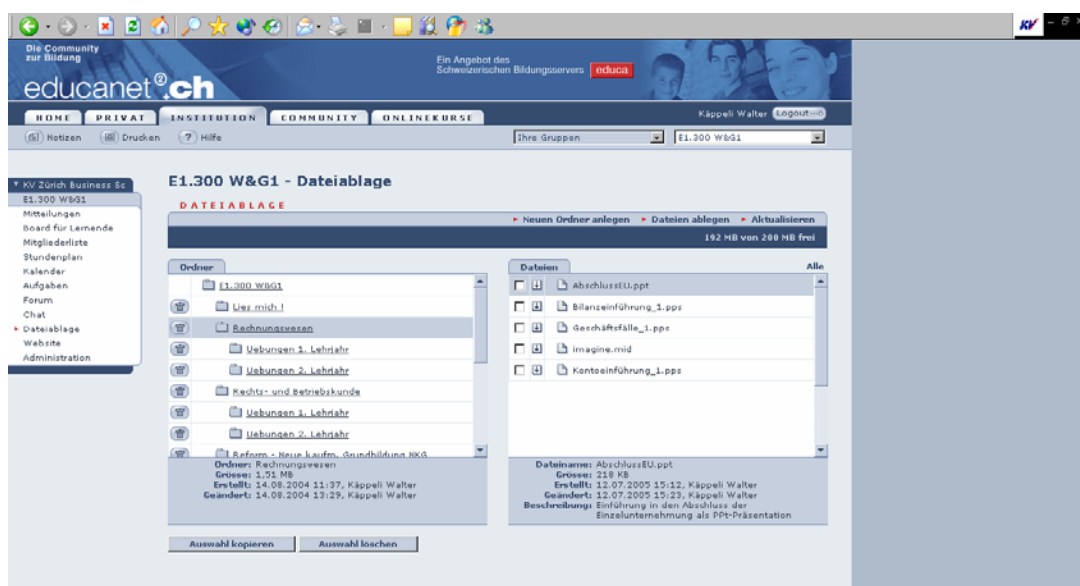 KV
Die Community
zur Bildung
educanet².ch
Ein Angebot des
Schweizerischen Bildungsservers educa
HOME PRIVAT INSTITUTION COMMUNITY ONLINEKURSE
Käppeli Walter Logout
Notizen Drucken ? Hilfe
Ihre Gruppen E1.300 W&G1
KV Zürich Business Sc
E1.300 W&G1
Mitteilungen
Board für Lernende
Mitgliederliste
Stundenplan
Kalender
Aufgaben
Forum
Chat
Dateiablage
Website
Administration
E1.300 W&G1 - Dateiablage
DATEIABLAGE
Neuen Ordner anlegen Dateien ablegen Aktualisieren
192 MB von 200 MB frei
Ordner
E1.300 W&G1
Lies mich !
Rechnungswesen
Uebungen 1. Lehrjahr
Uebungen 2. Lehrjahr
Rechts- und Betriebskunde
Uebungen 1. Lehrjahr
Uebungen 2. Lehrjahr
Reform - Neue kaufm. Grundbildung NKG
Ordner: Rechnungswesen
Grösse: 1,51 MB
Erstellt: 14.08.2004 11:37, Käppeli Walter
Geändert: 14.08.2004 13:29, Käppeli Walter
Dateien Alle
AbschlussEU.ppt
Bilanzeinführung_1.pps
Geschäftsfälle_1.pps
imagine.mid
Kontoeinführung_1.pps
Dateiname: AbschlussEU.ppt
Grösse: 218 KB
Erstellt: 12.07.2005 15:12, Käppeli Walter
Geändert: 12.07.2005 15:23, Käppeli Walter
Beschreibung: Einführung in den Abschluss der
Einzelunternehmung als PPt-Präsentation
Auswahl kopieren Auswahl löschen